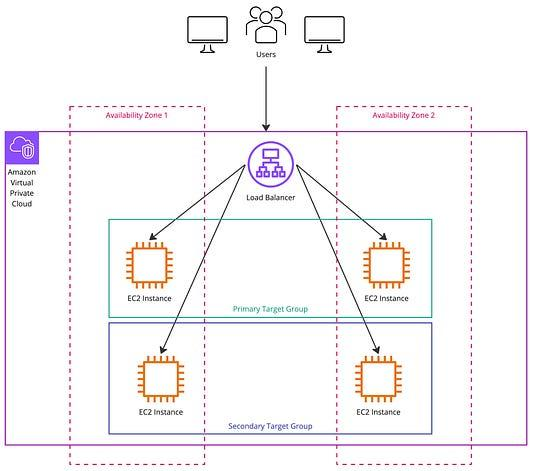 Users
Availability Zone 1
Availability Zone 2
Amazon
Virtual
Private
Cloud
Load Balancer
EC2 Instance
EC2 Instance
Primary Target Group
EC2 Instance
EC2 Instance
Secondary Target Group